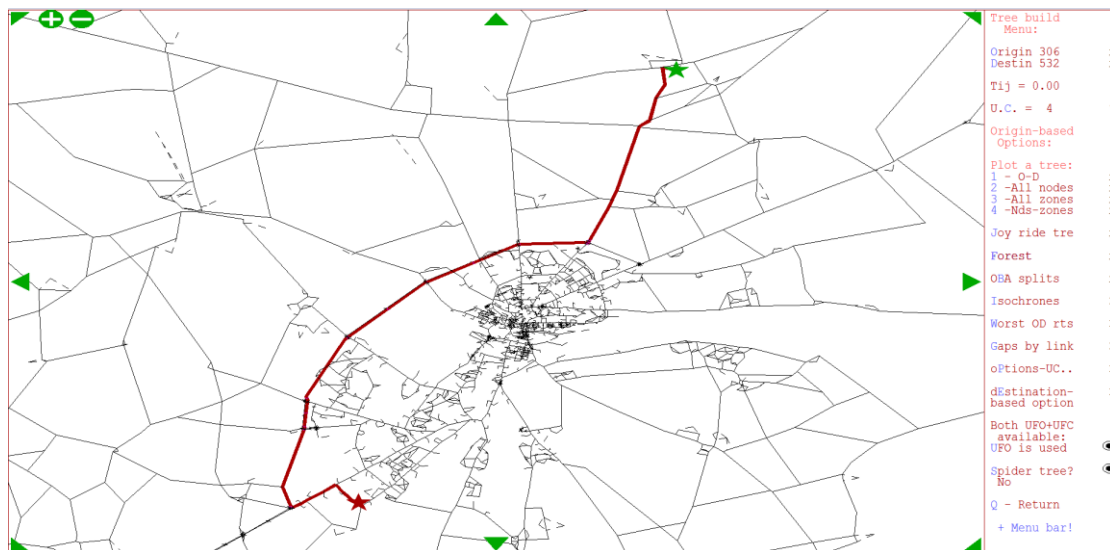 Tree build
Menu:
Origin 306
Destin 532
Tij = 0.00
U.C. = 4
Origin-based
Options:
Plot a tree:
1 - O-D
2 -All nodes
3 -All zones
4 -Nds-zones
Joy ride tre
Forest
OBA splits
Isochrones
Worst OD rts
Gaps by link
oPtions-UC..
dEstination-
based option
Both UFO+UFC
available:
UFO is used
Spider tree?
No
Q - Return
+ Menu bar!